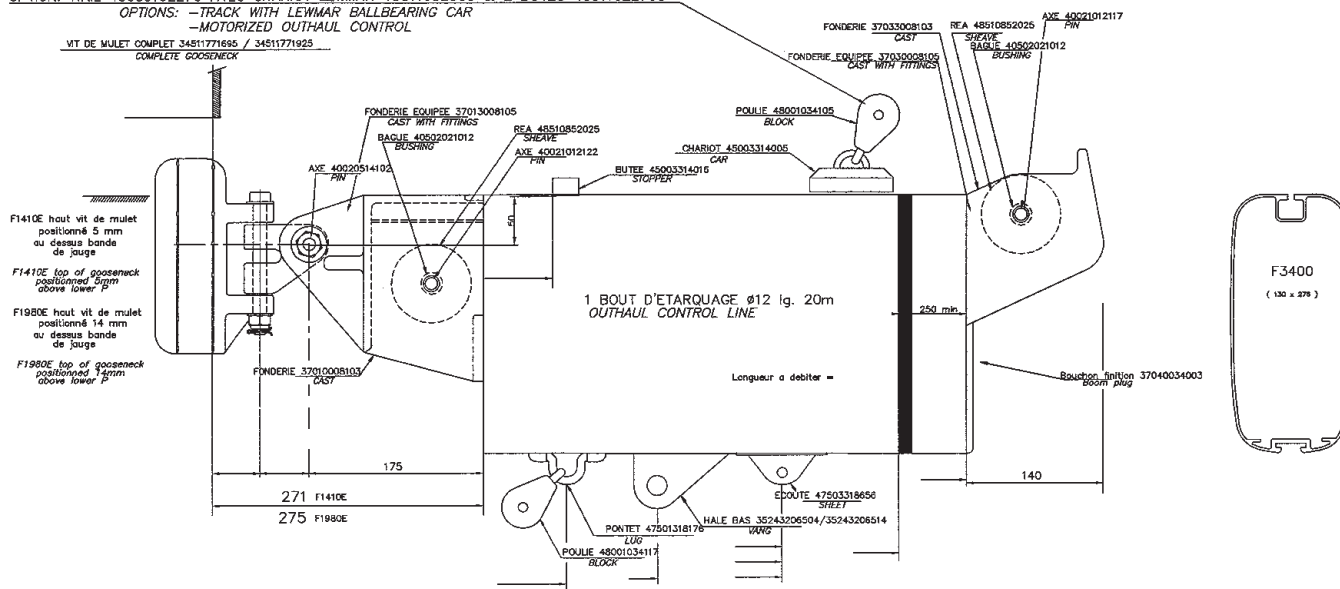 OPTIONS: -TRACK WITH LEWMAR BALLBEARING CAR
-MOTORIZED OUTHAUL CONTROL
VIT DE MULET COMPLET 34511771695 / 34511771925
COMPLETE GOOSENECK
FONDERIE EQUIPEE 37013008105
CAST WITH FITTINGS
BAGUE 40502021012
BUSHING
REA 48510852025
SHEAVE
AXE 40021012122
PIN
AXE 40020514102
PIN
BUTEE 45003314016
STOPPER
CHARIOT 45003314005
CAR
POULIE 48001034105
BLOCK
FONDERIE 37033008103
CAST
FONDERIE EQUIPEE 37030008105
CAST WITH FITTINGS
REA 48510852025
SHEAVE
BAGUE 40502021012
BUSHING
AXE 40021012117
PIN
F1410E haut vit de mulet
positionné 5 mm
au dessus bande
de jauge
F1410E top of gooseneck
positionned 5mm
above lower P
F1980E haut vit de mulet
positionné 14 mm
au dessus bande
de jauge
F1980E top of gooseneck
positionned 14mm
above lower P
50
1 BOUT D'ETARQUAGE ø12 lg. 20m
OUTHAUL CONTROL LINE
250 min
F3400
( 130 x 276 )
FONDERIE 37010008103
CAST
Longueur a debiter =
Bouchon finition 37040034003
Boom plug
175
271 F1410E
275 F1980E
140
ECOUTE 47503318656
SHEET
HALE BAS 35243206504/35243206514
VANG
PONTET 47501318176
LUG
POULIE 48001034117
BLOCK